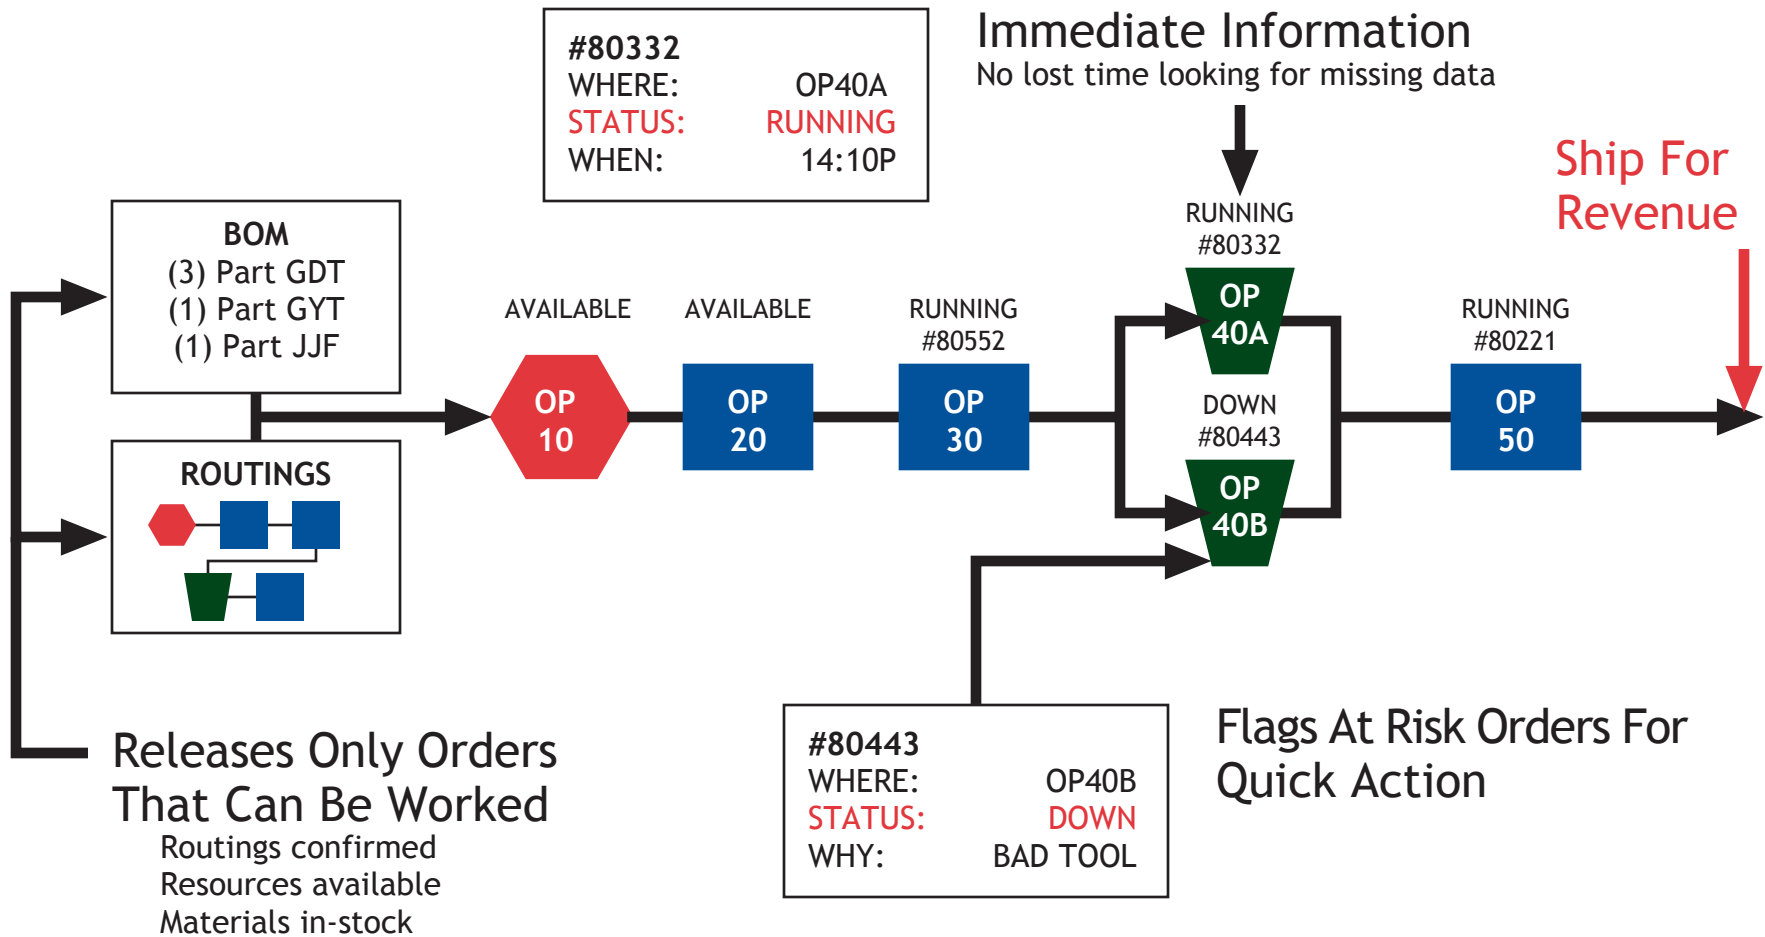 #80332
WHERE: OP40A
STATUS: RUNNING
WHEN: 14:10P
Immediate Information
No lost time looking for missing data
Ship For
Revenue
BOM
(3) Part GDT
(1) Part GYT
(1) Part JJF
ROUTINGS
AVAILABLE
OP
10
AVAILABLE
OP
20
RUNNING
#80552
OP
30
RUNNING
#80332
OP
40A
DOWN
#80443
OP
40B
RUNNING
#80221
OP
50
Releases Only Orders
That Can Be Worked
Routings confirmed
Resources available
Materials in-stock
#80443
WHERE: OP40B
STATUS: DOWN
WHY: BAD TOOL
Flags At Risk Orders For
Quick Action